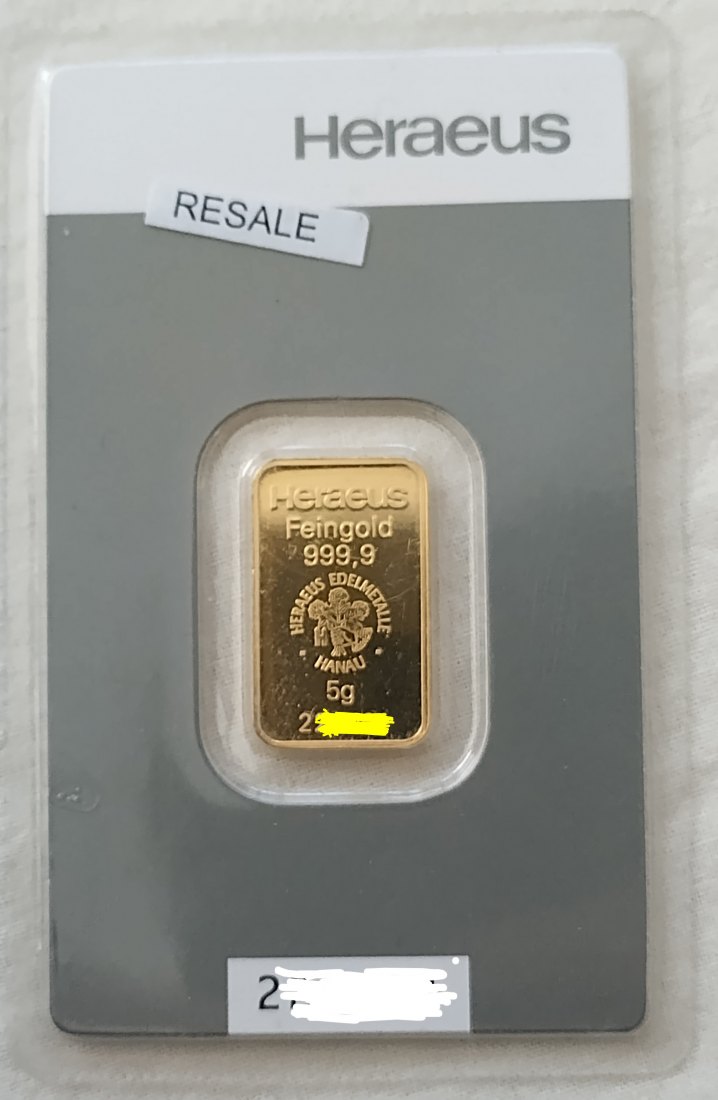 Heraeus
RESALE
Heraeus
Feingold
999,9
HERAEUS EDELMETALLE
HANAU
5g
2
2